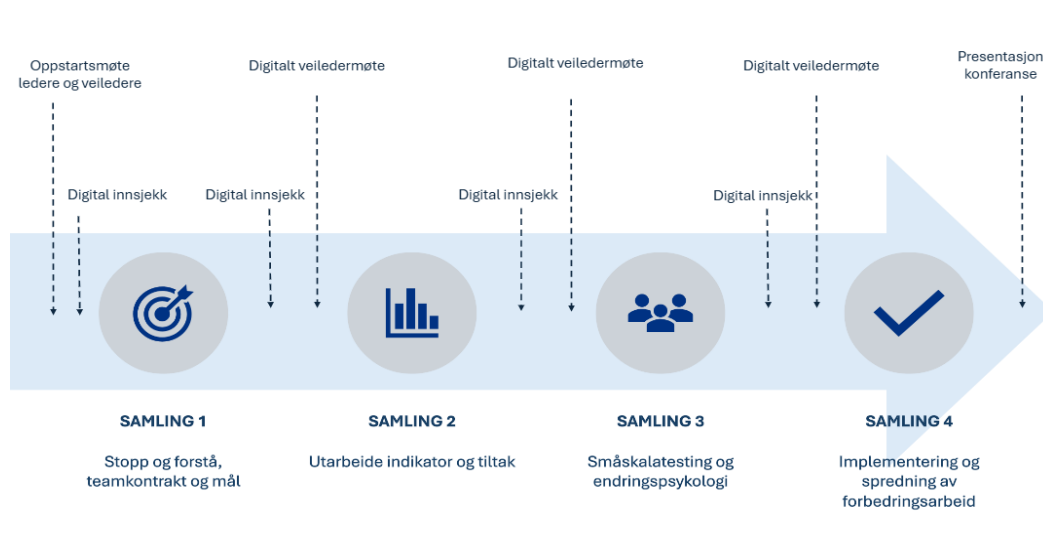 Oppstartsmøte
ledere og veiledere
Digitalt veiledermøte
Digitalt veiledermøte
Digitalt veiledermøte
Presentasjon
konferanse
Digital innsjekk
Digital innsjekk
Digital innsjekk
Digital innsjekk
SAMLING 1
Stopp og forstå,
teamkontrakt og mål
SAMLING 2
Utarbeide indikator og tiltak
SAMLING 3
Småskalatesting og
endringspsykologi
SAMLING 4
Implementering og
spredning av
forbedringsarbeid